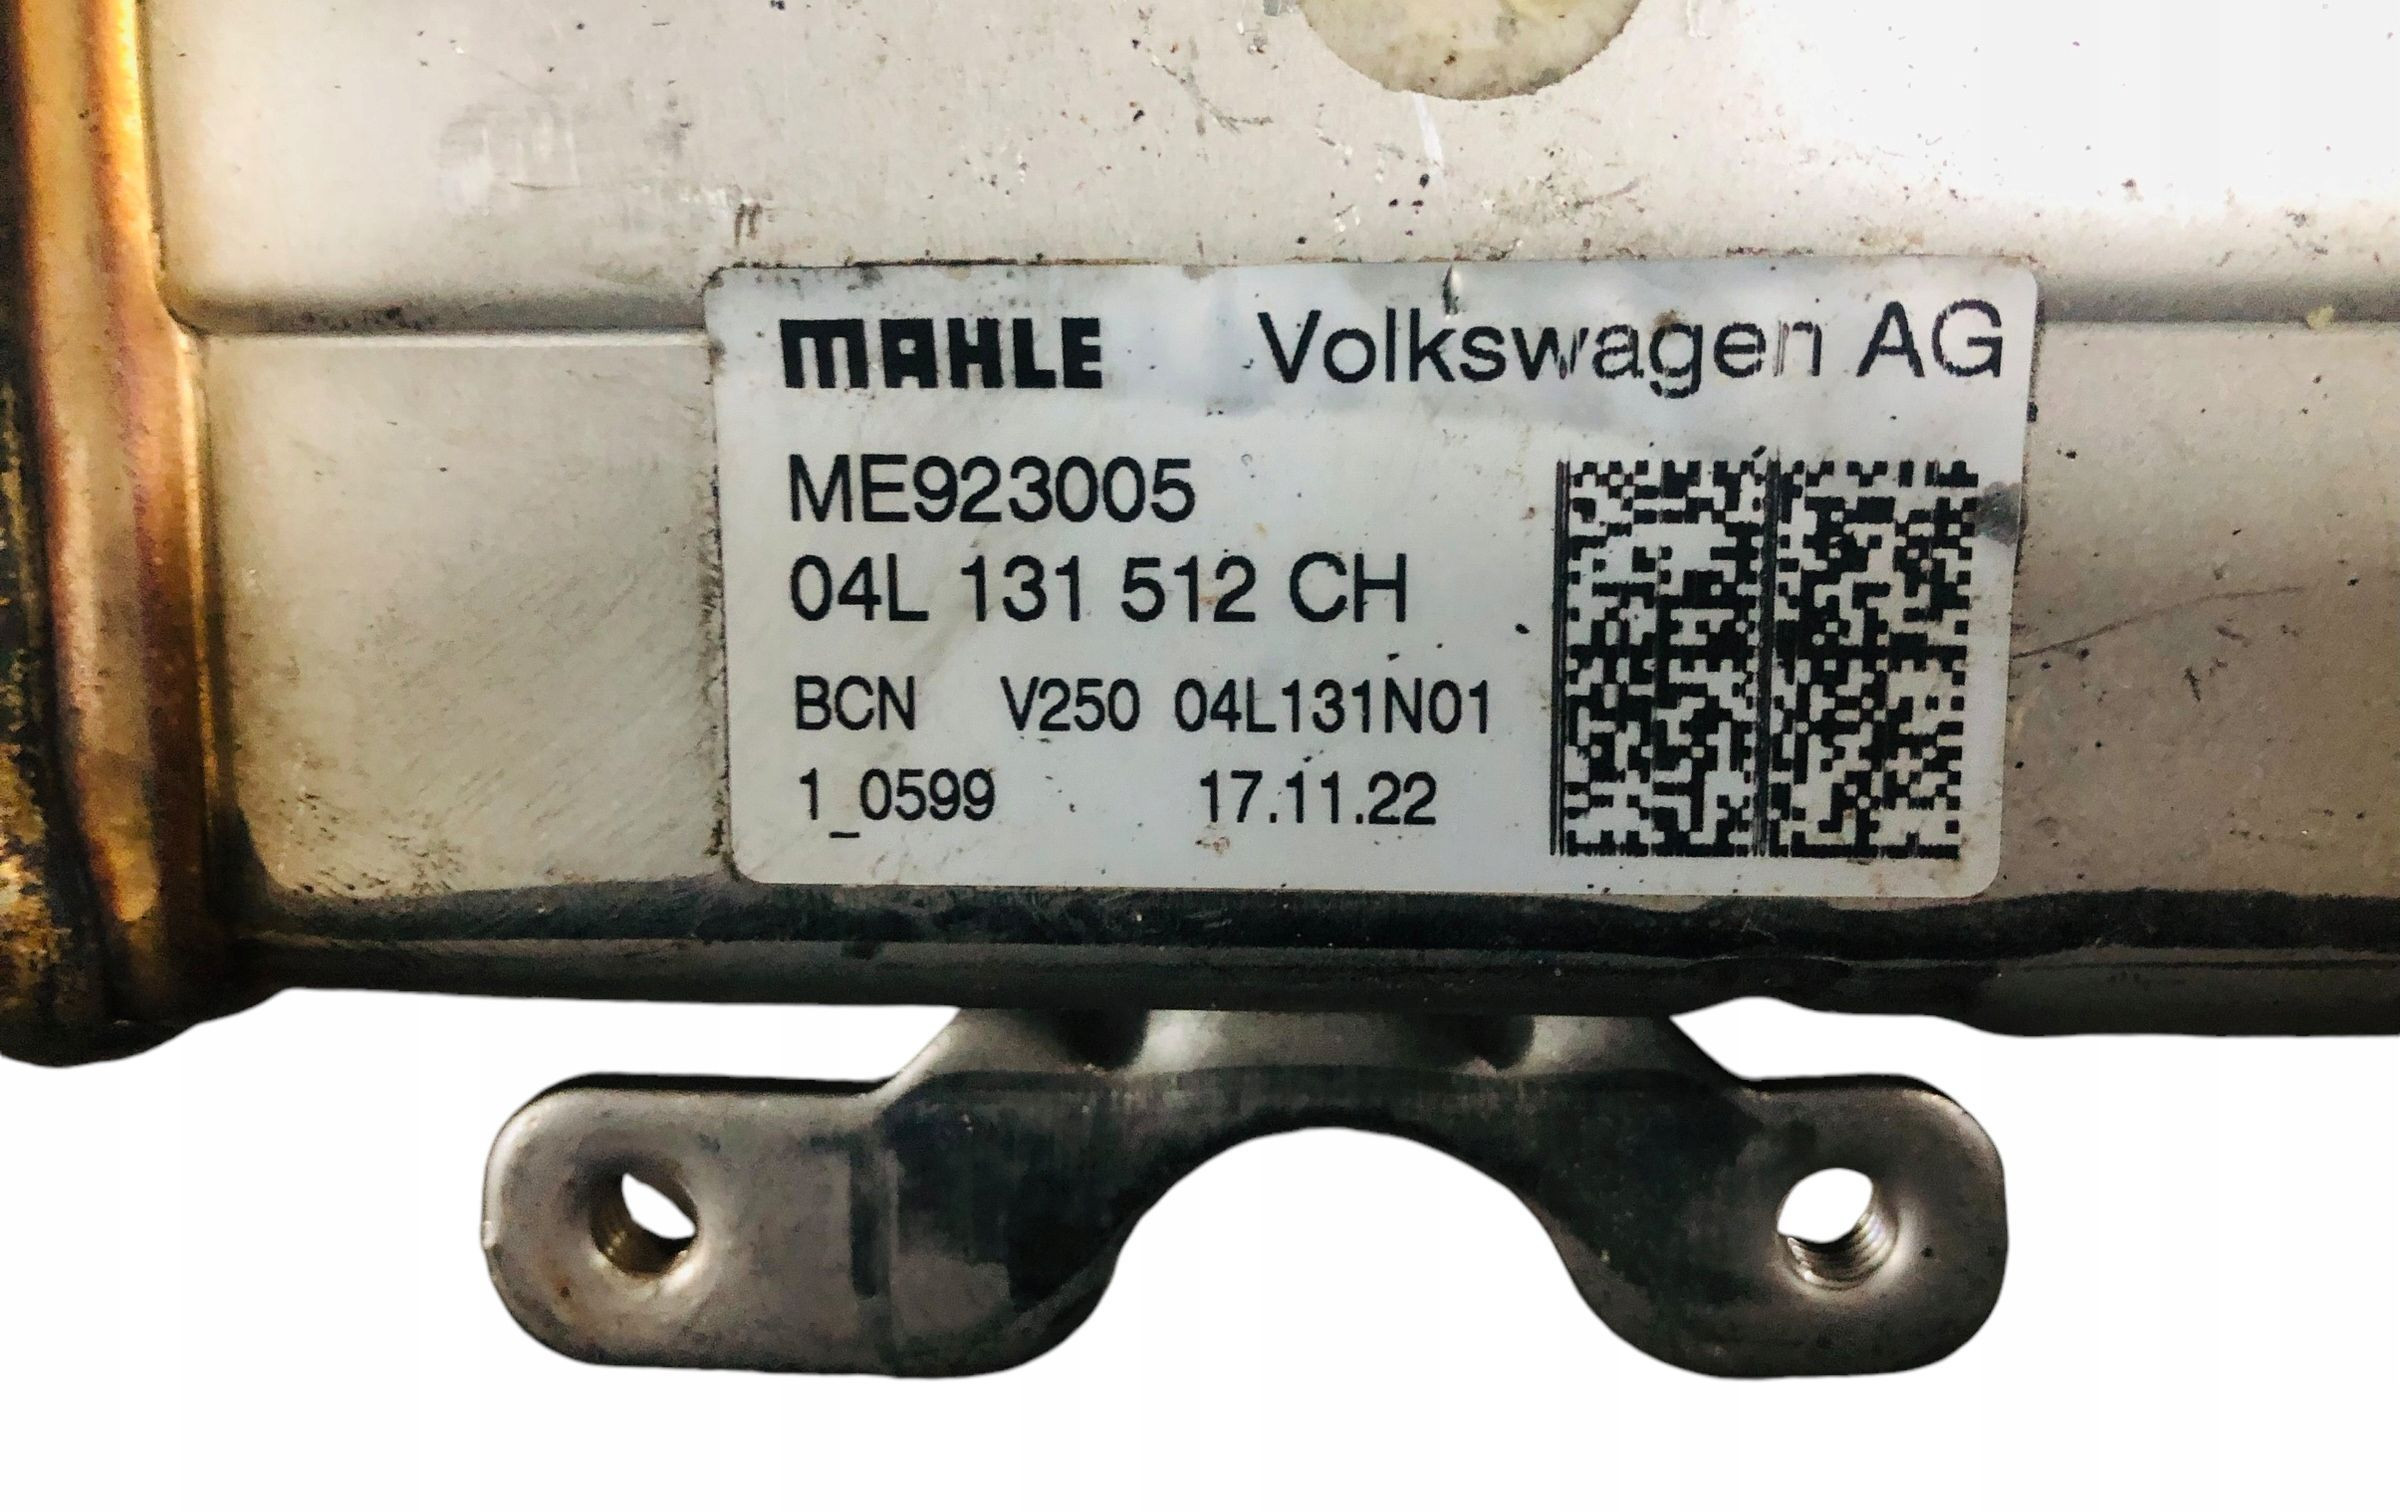 MAHLE Volkswagen AG
ME923005
04L 131 512 CH
BCN V250 04L131N01
1_0599 17.11.22